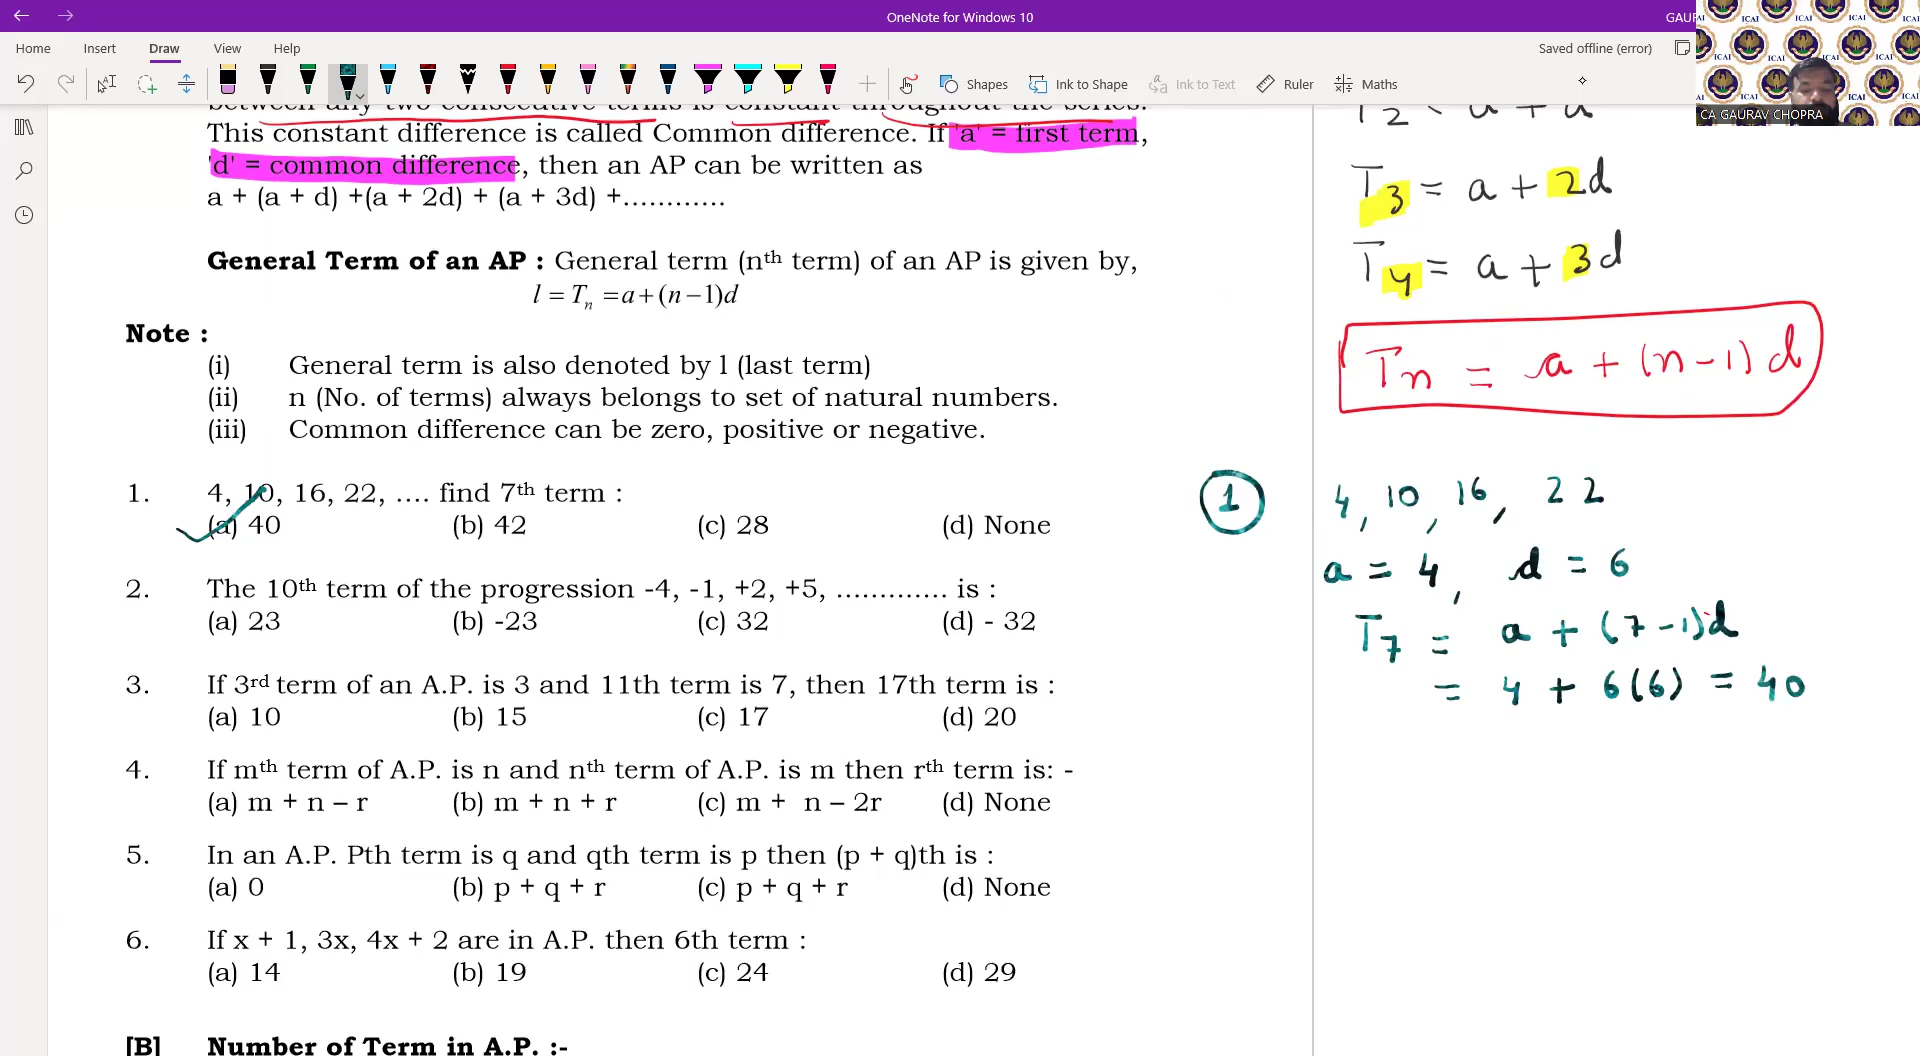 OneNote for Windows 10
Home Insert Draw View Help
Saved offline (error)
Shapes Ink to Shape Ink to Text Ruler Maths
ICAI
CA GAURAV CHOPRA
between any two consecutive terms is constant throughout the series.
This constant difference is called Common difference. If 'a' = first term,
'd' = common difference, then an AP can be written as
a + (a + d) +(a + 2d) + (a + 3d) +............
General Term of an AP : General term (nth term) of an AP is given by,
l = Tn = a+(n−1)d
Note :
(i) General term is also denoted by l (last term)
(ii) n (No. of terms) always belongs to set of natural numbers.
(iii) Common difference can be zero, positive or negative.
1. 4, 10, 16, 22, .... find 7th term :
(a) 40 (b) 42 (c) 28 (d) None
2. The 10th term of the progression -4, -1, +2, +5, ............. is :
(a) 23 (b) -23 (c) 32 (d) - 32
3. If 3rd term of an A.P. is 3 and 11th term is 7, then 17th term is :
(a) 10 (b) 15 (c) 17 (d) 20
4. If mth term of A.P. is n and nth term of A.P. is m then rth term is: -
(a) m + n – r (b) m + n + r (c) m + n – 2r (d) None
5. In an A.P. Pth term is q and qth term is p then (p + q)th is :
(a) 0 (b) p + q + r (c) p + q + r (d) None
6. If x + 1, 3x, 4x + 2 are in A.P. then 6th term :
(a) 14 (b) 19 (c) 24 (d) 29
[B] Number of Term in A.P. :-
T3 = a + 2d
T4 = a + 3d
Tn = a + (n-1)d
1 4, 10, 16, 22
a = 4, d = 6
T7 = a + (7-1)d
= 4 + 6(6) = 40